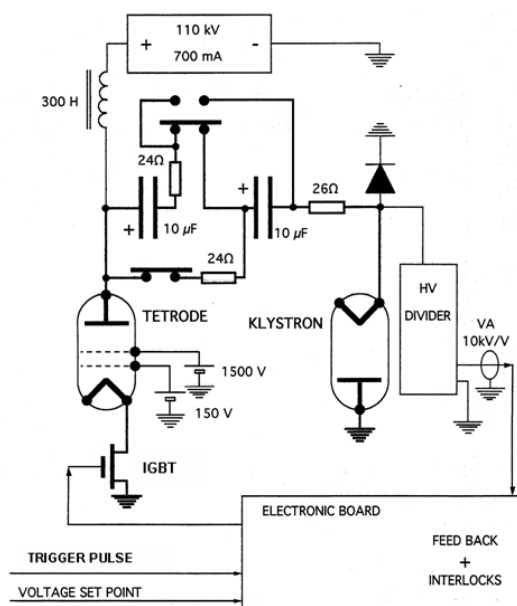 110 kV
+ -
700 mA
300 H
24Ω
+
10 µF
+
10 µF
26Ω
24Ω
TETRODE
KLYSTRON
HV
DIVIDER
VA
10kV/V
1500 V
150 V
IGBT
ELECTRONIC BOARD
FEED BACK
+
INTERLOCKS
TRIGGER PULSE
VOLTAGE SET POINT